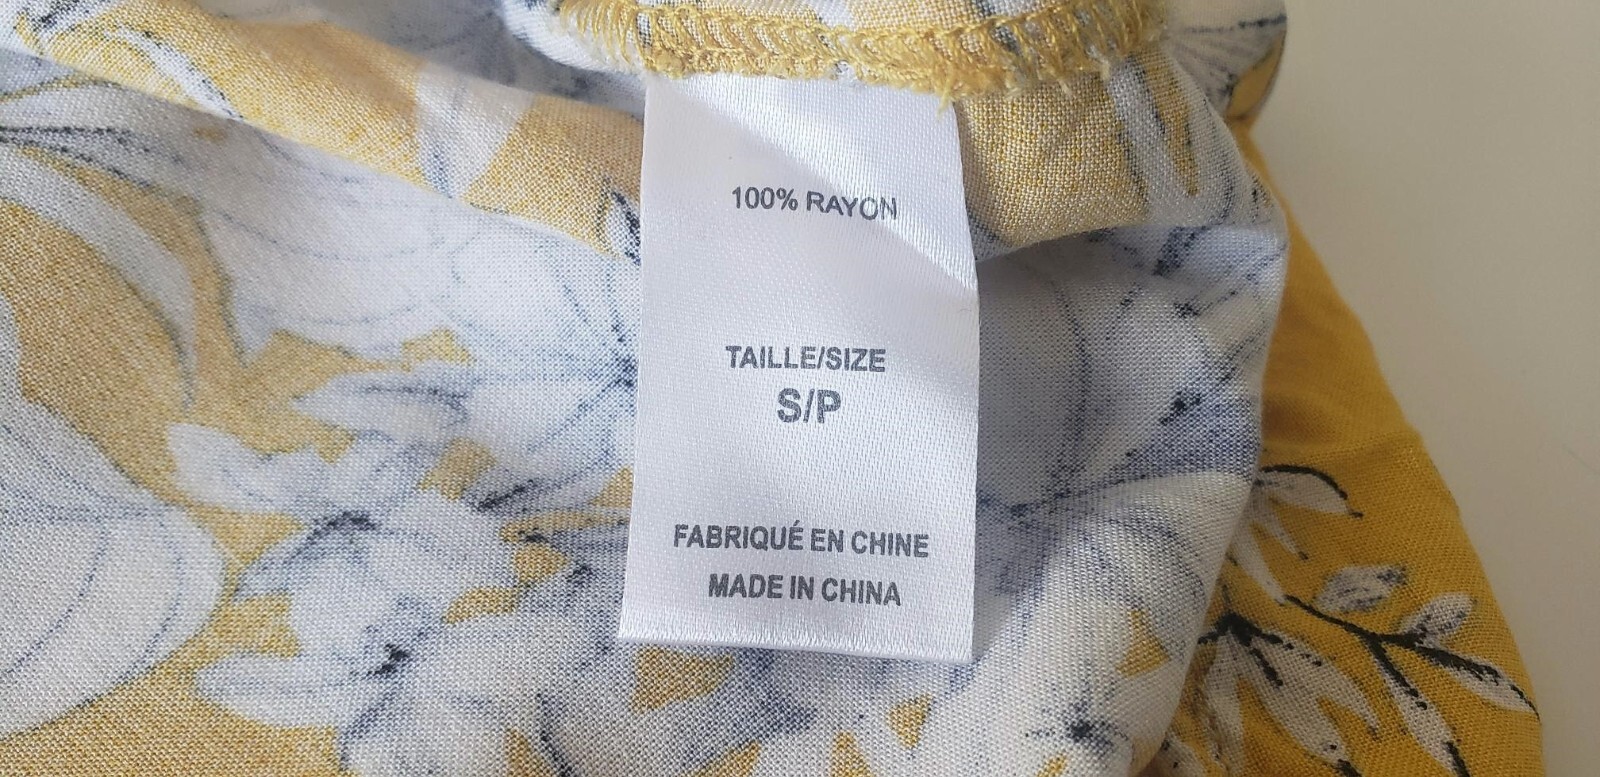 100% RAYON
TAILLE/SIZE
S/P
FABRIQUÉ EN CHINE
MADE IN CHINA